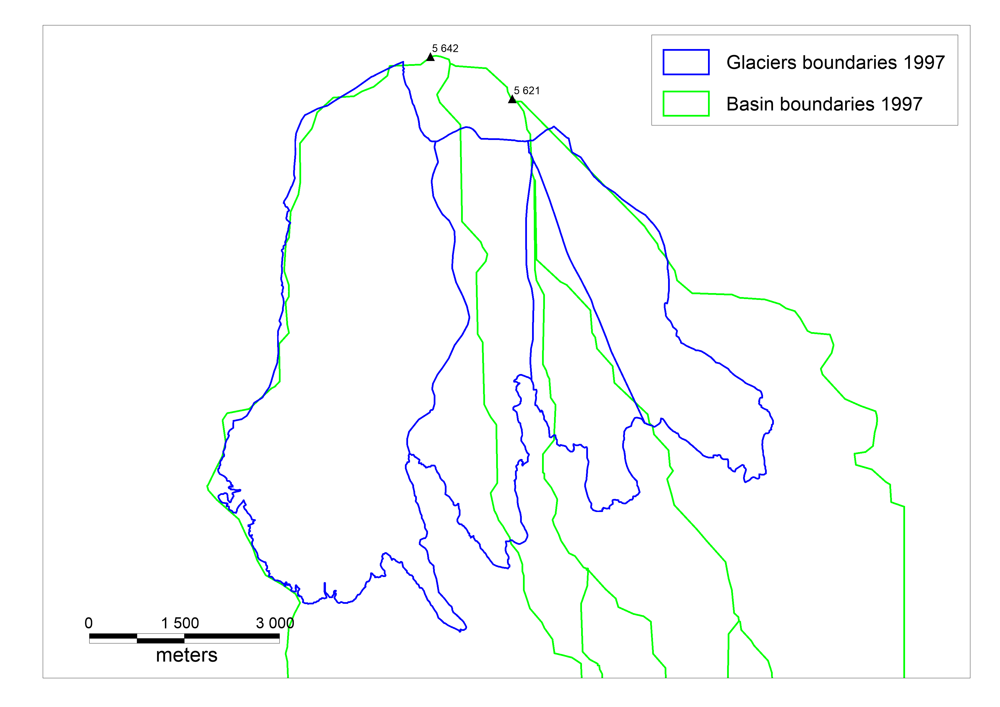 5 642
5 621
Glaciers boundaries 1997
Basin boundaries 1997
0 1 500 3 000
meters